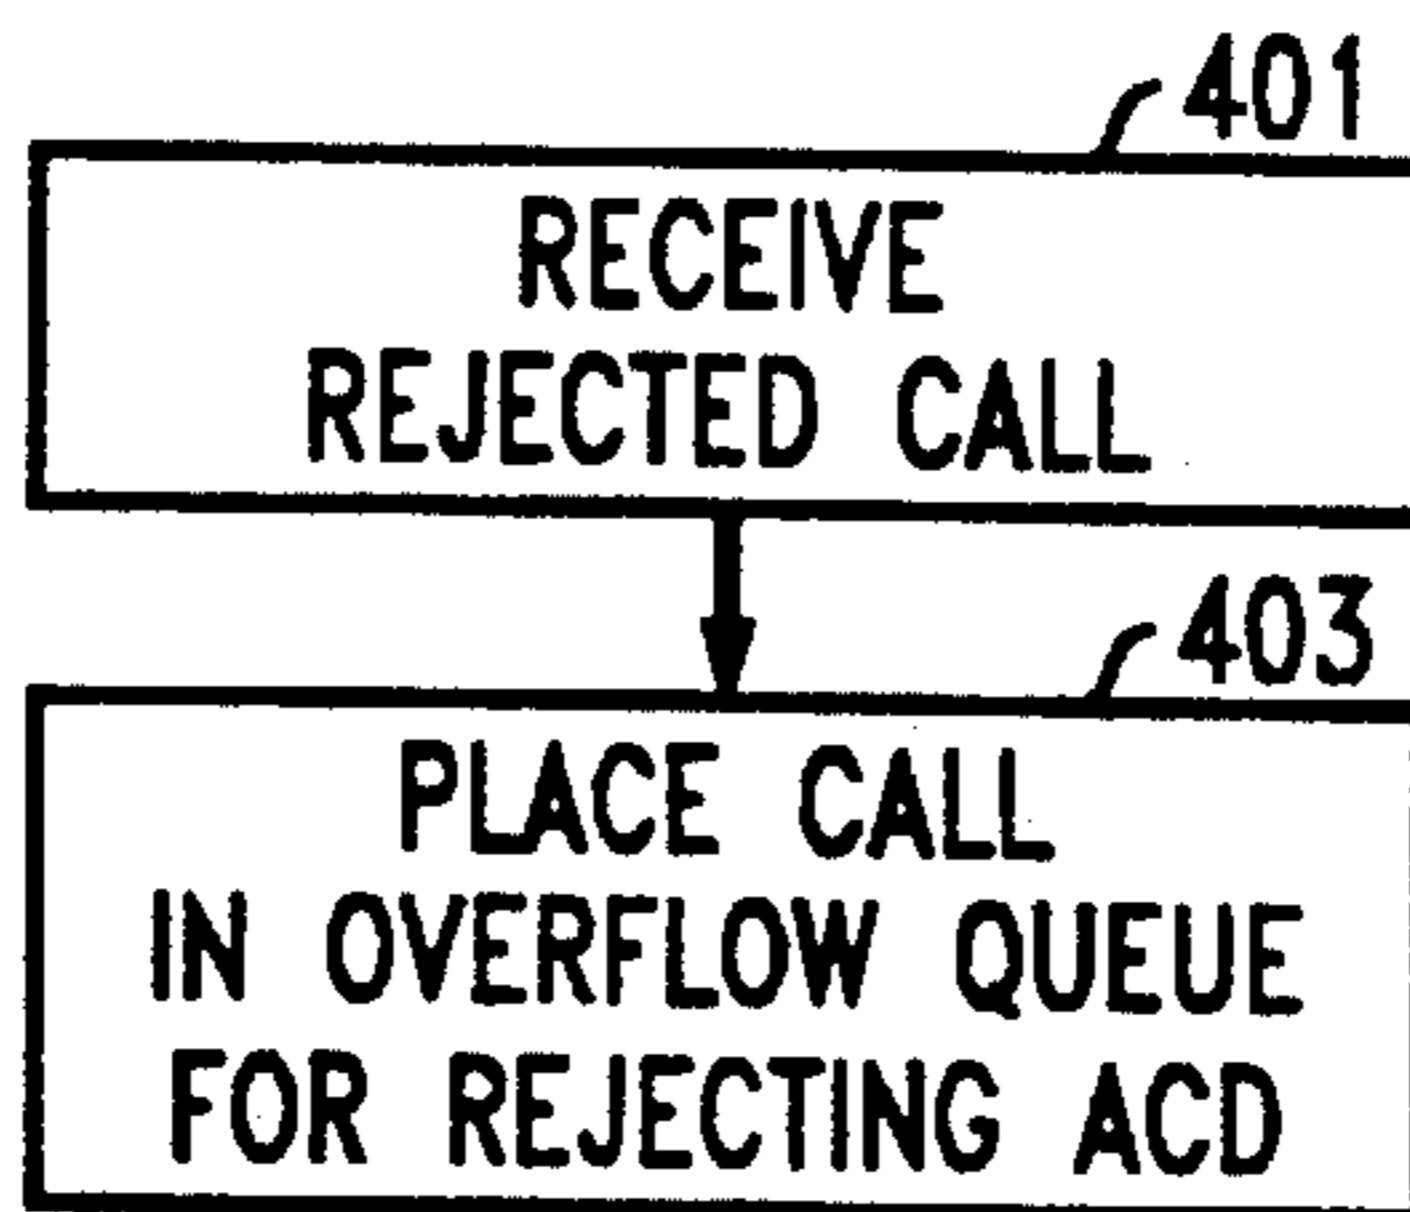 401
RECEIVE
REJECTED CALL
403
PLACE CALL
IN OVERFLOW QUEUE
FOR REJECTING ACD